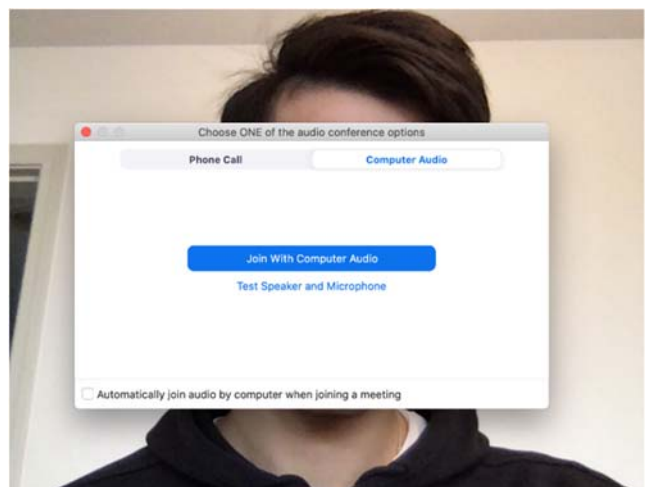 Choose ONE of the audio conference options
Phone Call
Computer Audio
Join With Computer Audio
Test Speaker and Microphone
Automatically join audio by computer when joining a meeting